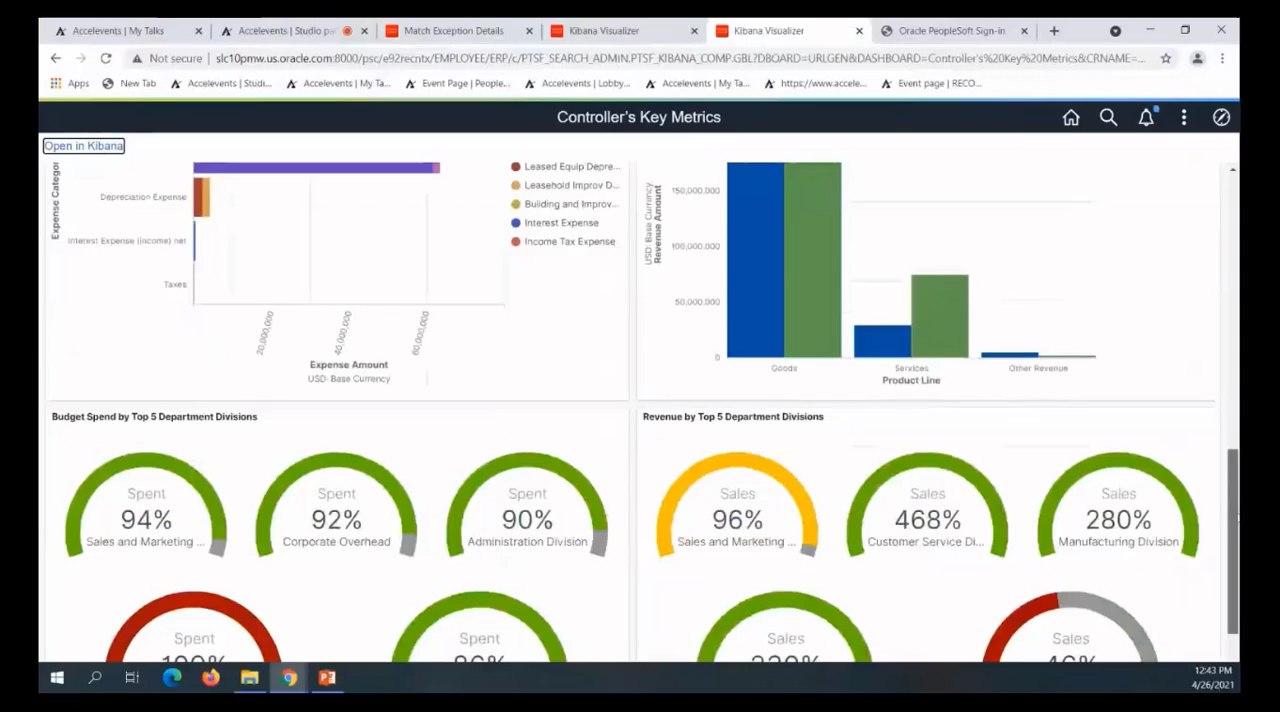 Accelevents | My Talks
Accelevents | Studio pa
Match Exception Details
Kibana Visualizer
Kibana Visualizer
Oracle PeopleSoft Sign-in
Not secure | slc10pmw.us.oracle.com:8000/psc/e92recntx/EMPLOYEE/ERP/c/PTSF_SEARCH_ADMIN.PTSF_KIBANA_COMP.GBL?DBOARD=URLGEN&DASHBOARD=Controller's%20Key%20Metrics&CRNAME=...
Apps
New Tab
Accelevents | Studi...
Accelevents | My Ta...
Event Page | People...
Accelevents | Lobby...
Accelevents | My Ta...
https://www.accele...
Event page | RECO...
Controller's Key Metrics
Open in Kibana
Expense Categor
Depreciation Expense
Interest Expense (income) net
Taxes
20,000,000
40,000,000
60,000,000
Expense Amount
USD: Base Currency
Leased Equip Depre...
Leasehold Improv D...
Building and Improv...
Interest Expense
Income Tax Expense
USD: Base Currency
Revenue Amount
150,000,000
100,000,000
50,000,000
0
Goods
Services
Other Revenue
Product Line
Budget Spend by Top 5 Department Divisions
Spent
94%
Sales and Marketing ...
Spent
92%
Corporate Overhead
Spent
90%
Administration Division
Spent
Spent
Revenue by Top 5 Department Divisions
Sales
96%
Sales and Marketing ...
Sales
468%
Customer Service Di...
Sales
280%
Manufacturing Division
Sales
Sales
12:43 PM
4/26/2021